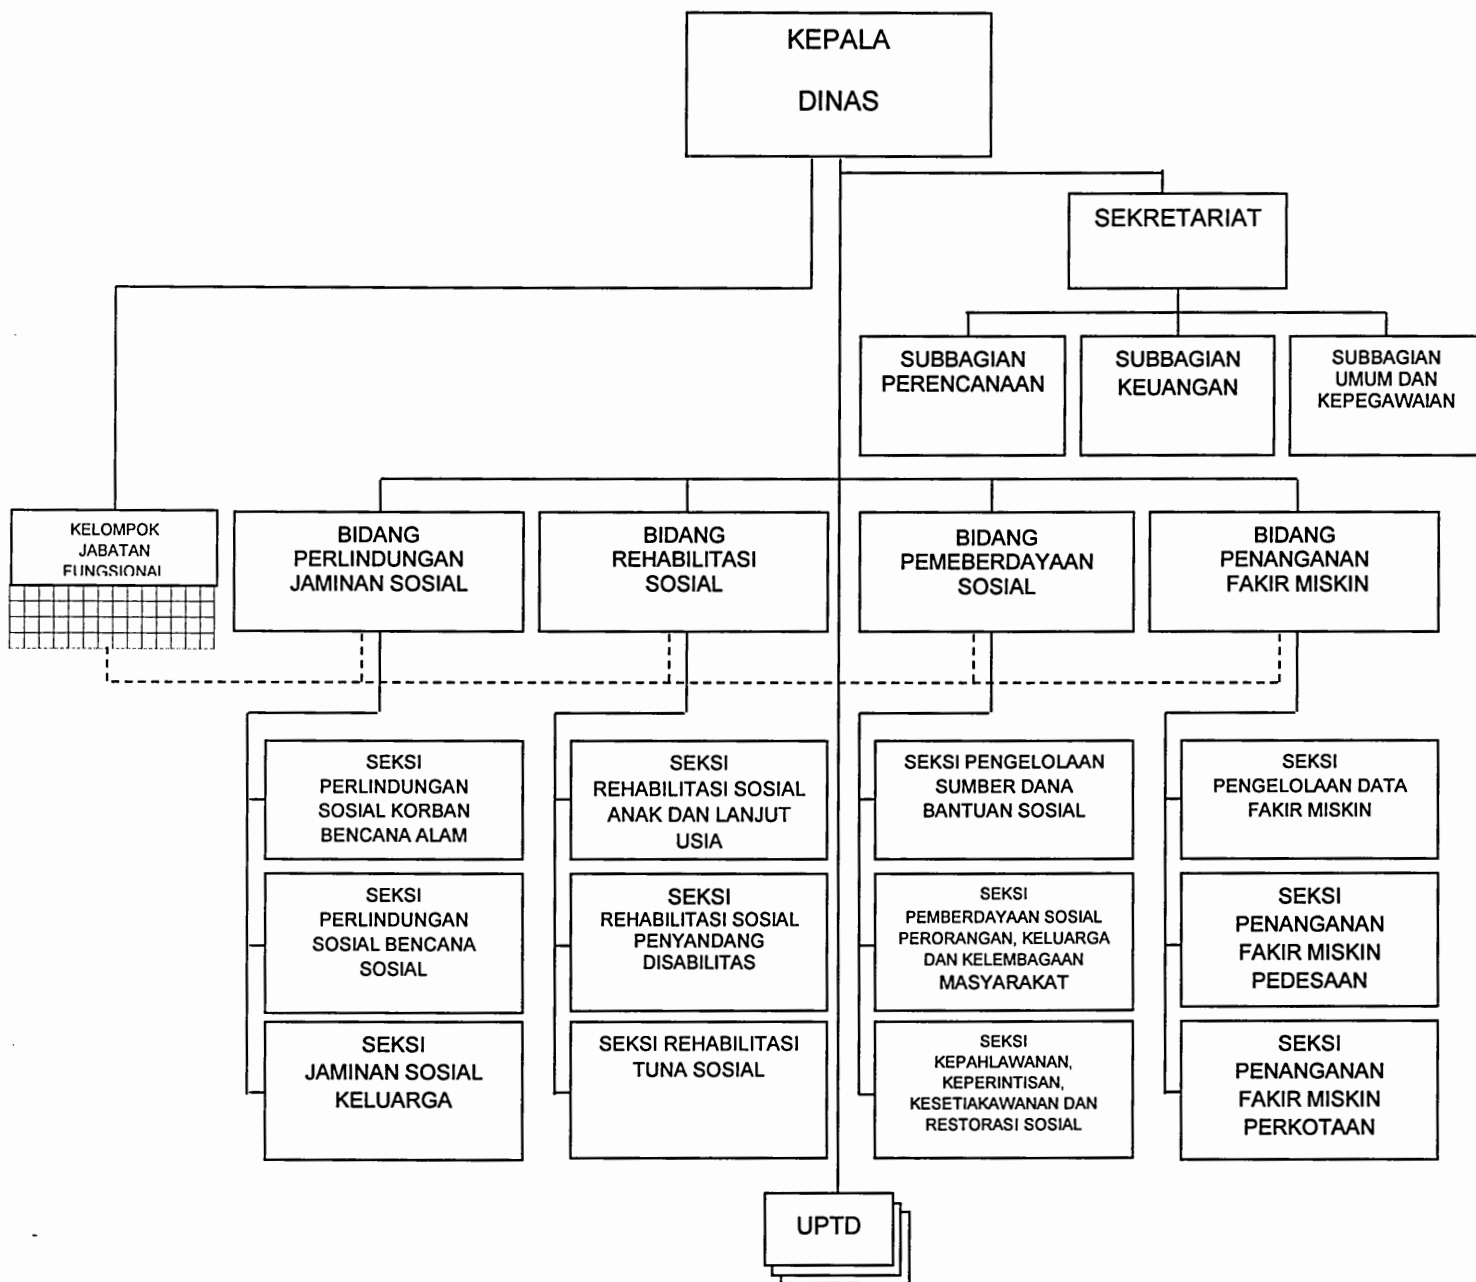 KEPALA
DINAS
SEKRETARIAT
SUBBAGIAN
PERENCANAAN
SUBBAGIAN
KEUANGAN
SUBBAGIAN
UMUM DAN
KEPEGAWAIAN
KELOMPOK
JABATAN
FUNGSIONAL
BIDANG
PERLINDUNGAN
JAMINAN SOSIAL
BIDANG
REHABILITASI
SOSIAL
BIDANG
PEMEBERDAYAAN
SOSIAL
BIDANG
PENANGANAN
FAKIR MISKIN
SEKSI
PERLINDUNGAN
SOSIAL KORBAN
BENCANA ALAM
SEKSI
PERLINDUNGAN
SOSIAL BENCANA
SOSIAL
SEKSI
JAMINAN SOSIAL
KELUARGA
SEKSI
REHABILITASI SOSIAL
ANAK DAN LANJUT
USIA
SEKSI
REHABILITASI SOSIAL
PENYANDANG
DISABILITAS
SEKSI REHABILITASI
TUNA SOSIAL
SEKSI PENGELOLAAN
SUMBER DANA
BANTUAN SOSIAL
SEKSI
PEMBERDAYAAN SOSIAL
PERORANGAN, KELUARGA
DAN KELEMBAGAAN
MASYARAKAT
SEKSI
KEPAHLAWANAN,
KEPERINTISAN,
KESETIAKAWANAN DAN
RESTORASI SOSIAL
SEKSI
PENGELOLAAN DATA
FAKIR MISKIN
SEKSI
PENANGANAN
FAKIR MISKIN
PEDESAAN
SEKSI
PENANGANAN
FAKIR MISKIN
PERKOTAAN
UPTD